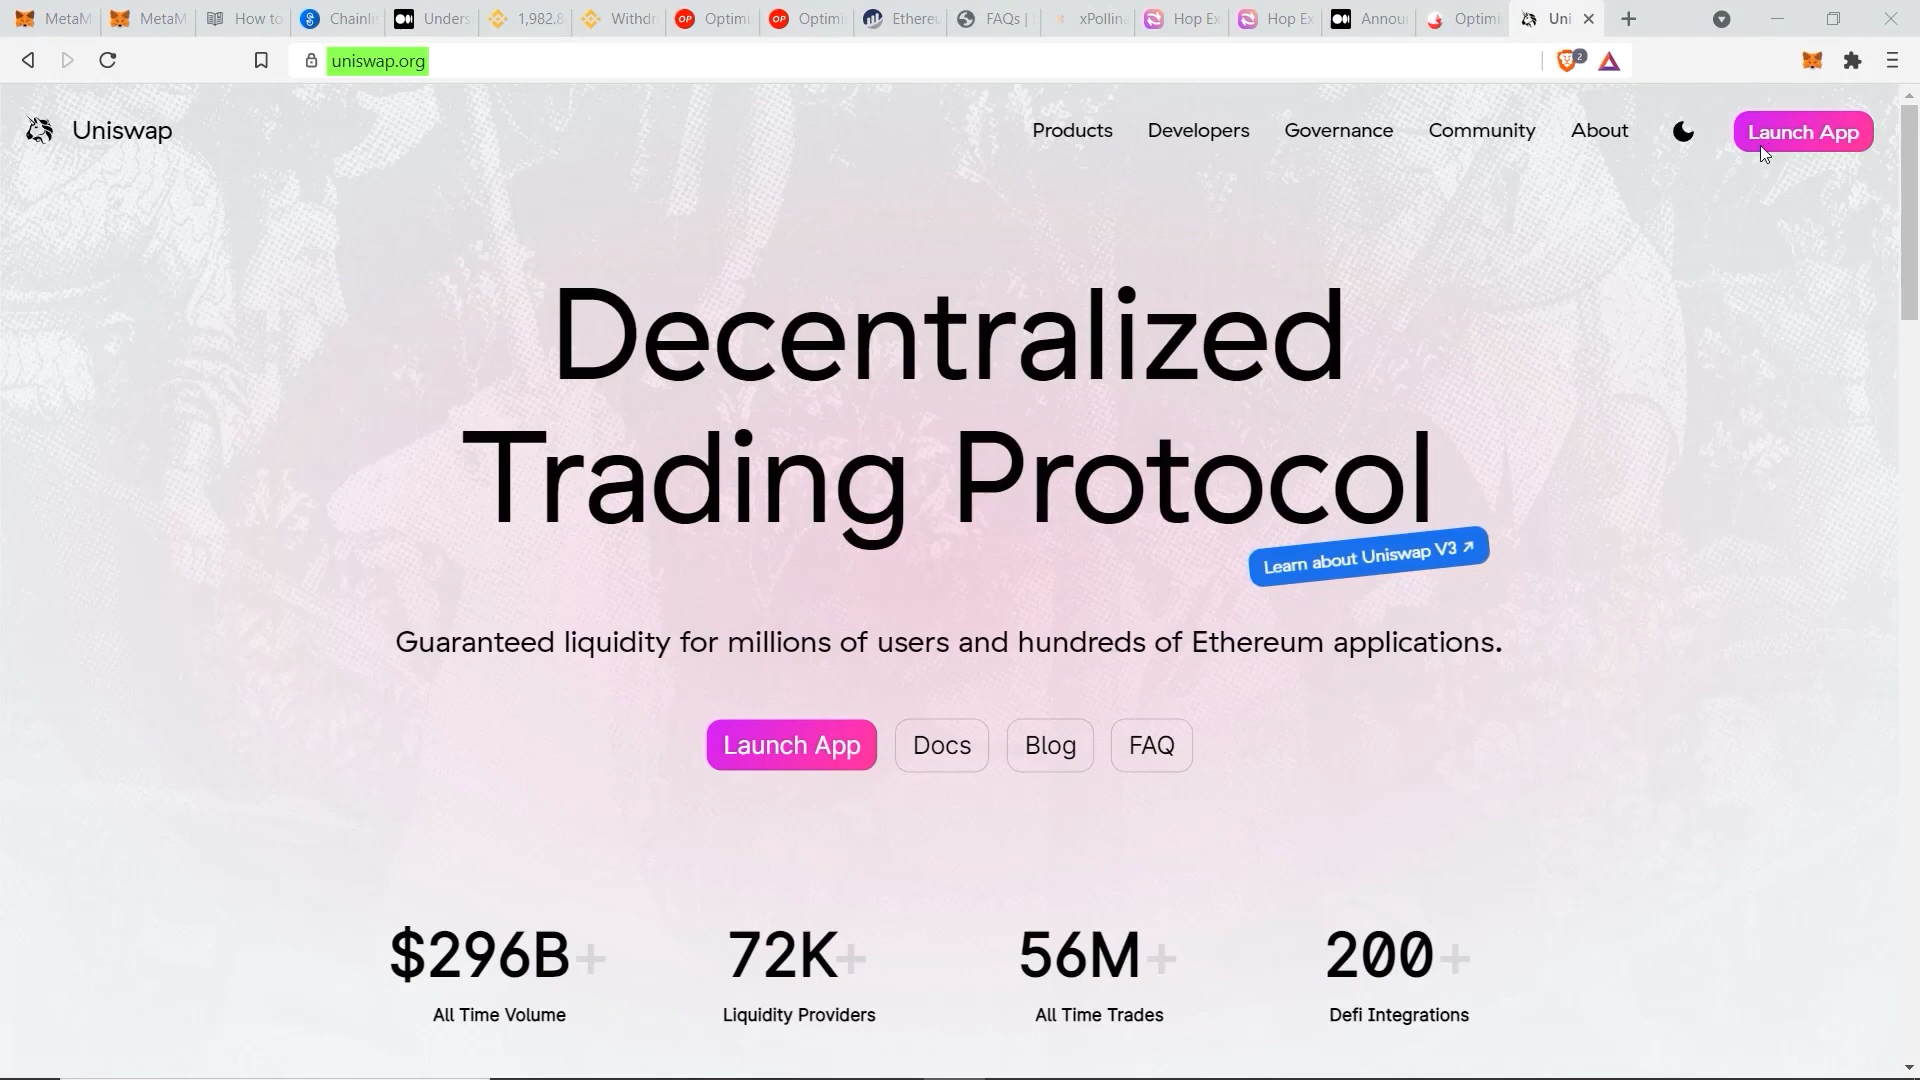 MetaM
MetaM
How to
Chainli
Unders
1,982.8
Withdr
Optimi
Optimi
Ethereu
FAQs |
xPollina
Hop Ex
Hop Ex
Annou
Optimi
Uni
uniswap.org
2
Uniswap
Products
Developers
Governance
Community
About
Launch App
Decentralized
Trading Protocol
Learn about Uniswap V3 ↗
Guaranteed liquidity for millions of users and hundreds of Ethereum applications.
Launch App
Docs
Blog
FAQ
$296B+
72K+
56M+
200+
All Time Volume
Liquidity Providers
All Time Trades
Defi Integrations